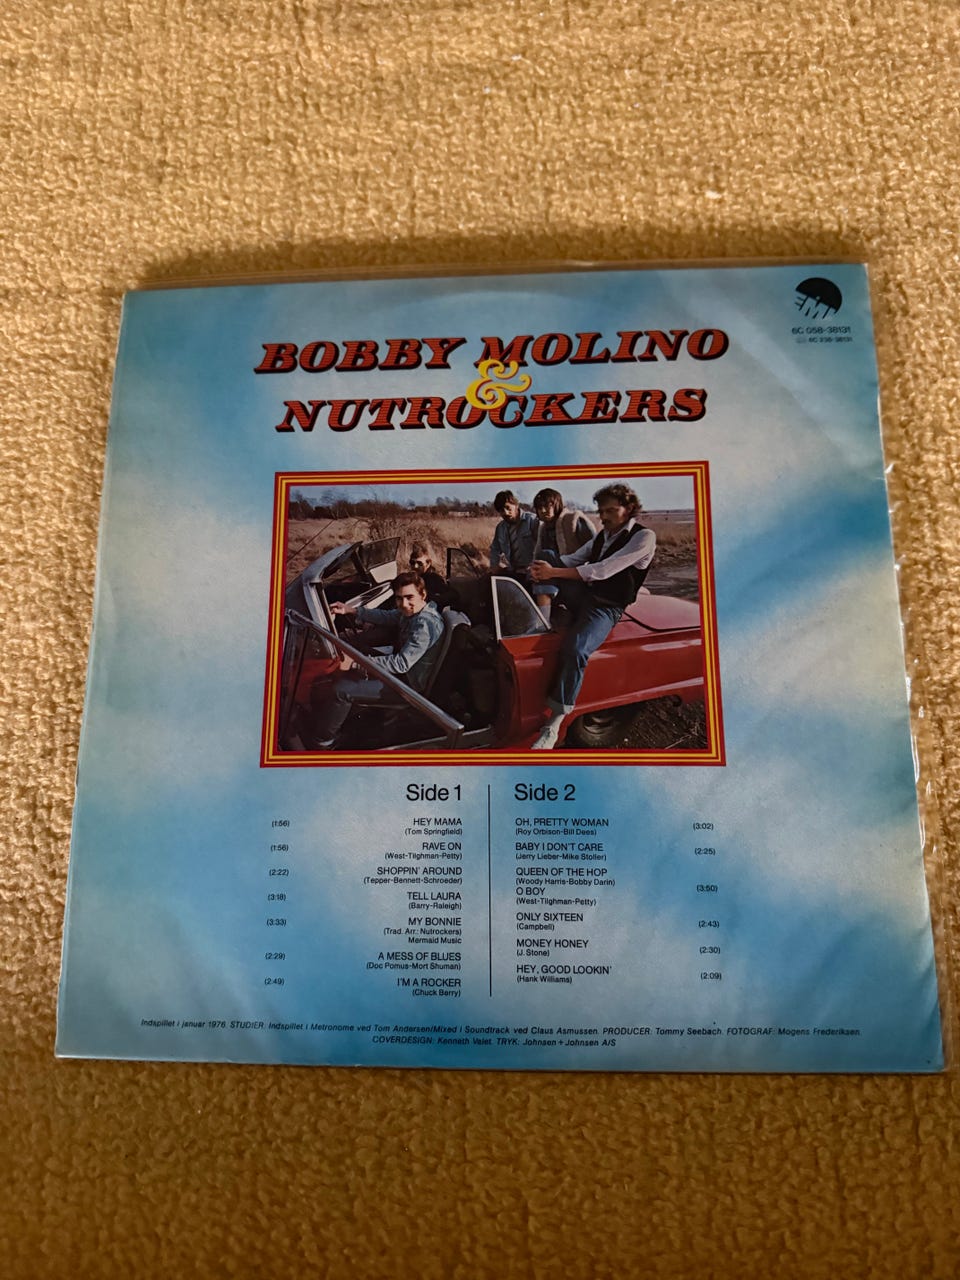 EMI
6C 058-38131
6C 238-38131
BOBBY MOLINO
&
NUTROCKERS
Side 1
(1:56) HEY MAMA
(Tom Springfield)
(1:56) RAVE ON
(West-Tilghman-Petty)
(2:22) SHOPPIN' AROUND
(Tepper-Bennett-Schroeder)
(3:18) TELL LAURA
(Barry-Raleigh)
(3:33) MY BONNIE
(Trad. Arr.: Nutrockers)
Mermaid Music
(2:29) A MESS OF BLUES
(Doc Pomus-Mort Shuman)
(2:49) I'M A ROCKER
(Chuck Berry)
Side 2
OH, PRETTY WOMAN (3:02)
(Roy Orbison-Bill Dees)
BABY I DON'T CARE (2:25)
(Jerry Lieber-Mike Stoller)
QUEEN OF THE HOP
(Woody Harris-Bobby Darin)
O BOY (3:50)
(West-Tilghman-Petty)
ONLY SIXTEEN (2:43)
(Campbell)
MONEY HONEY (2:30)
(J. Stone)
HEY, GOOD LOOKIN' (2:09)
(Hank Williams)
Indspillet i januar 1976. STUDIER: Indspillet i Metronome ved Tom Andersen/Mixed i Soundtrack ved Claus Asmussen. PRODUCER: Tommy Seebach. FOTOGRAF: Mogens Frederiksen.
COVERDESIGN: Kenneth Valet. TRYK: Johnsen + Johnsen A/S